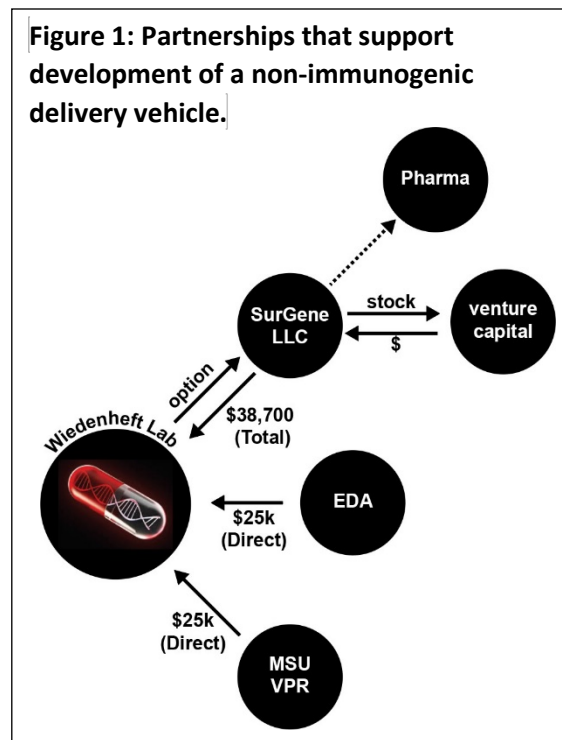 Figure 1: Partnerships that support
development of a non-immunogenic
delivery vehicle.
Pharma
SurGene
LLC
stock
$
venture
capital
option
$38,700
(Total)
Wiedenheft Lab
$25k
(Direct)
EDA
$25k
(Direct)
MSU
VPR